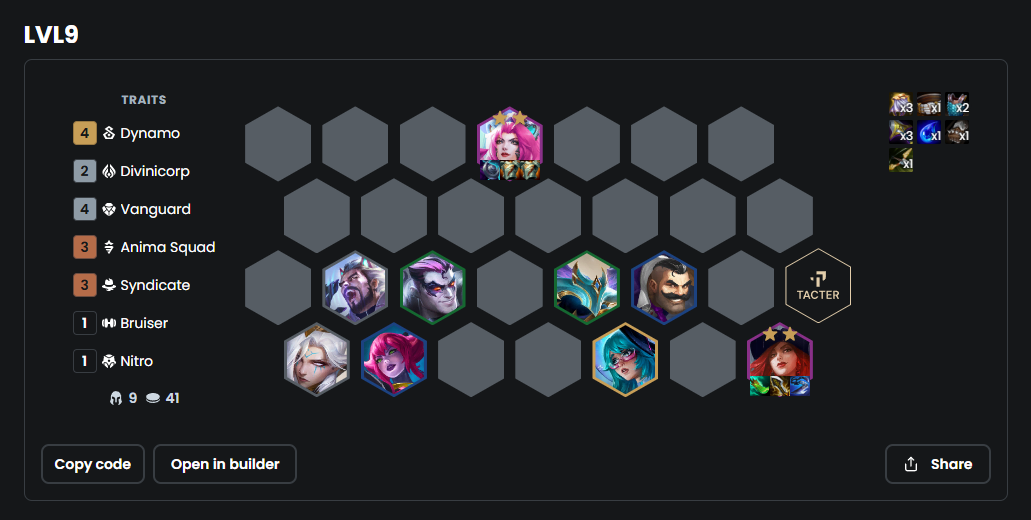 LVL9
TRAITS
4 Dynamo
2 Divinicorp
4 Vanguard
3 Anima Squad
3 Syndicate
1 Bruiser
1 Nitro
9 41
x3 x1 x2
x3 x1 x1
x1
TACTER
Copy code
Open in builder
Share